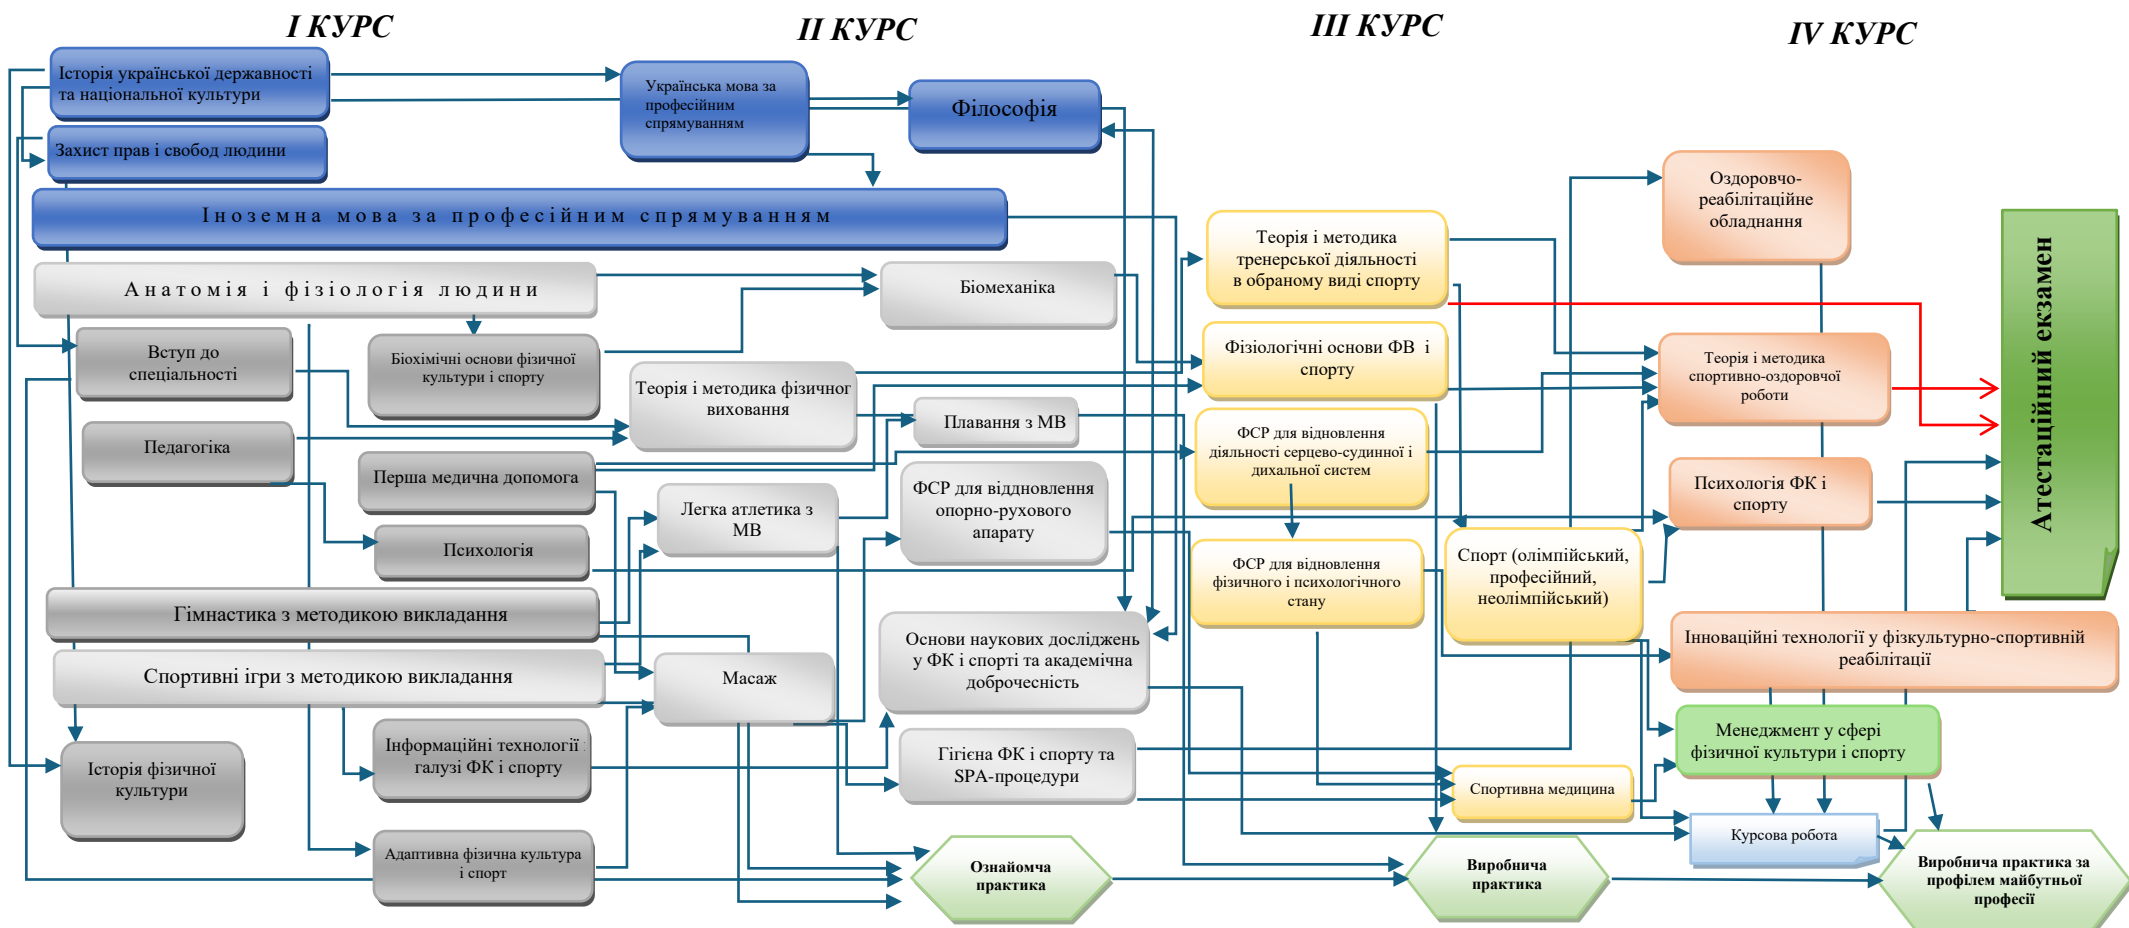 I КУРС
II КУРС
III КУРС
IV КУРС
Історія української державності
та національної культури
Захист прав і свобод людини
Українська мова за
професійним
спрямуванням
Філософія
Іноземна мова за професійним спрямуванням
Анатомія і фізіологія людини
Вступ до
спеціальності
Біохімічні основи фізичної
культури і спорту
Педагогіка
Перша медична допомога
Психологія
Гімнастика з методикою викладання
Спортивні ігри з методикою викладання
Історія фізичної
культури
Інформаційні технології
галузі ФК і спорту
Адаптивна фізична культура
і спорт
Біомеханіка
Теорія і методика фізичного
виховання
Плавання з МВ
Легка атлетика з
МВ
ФСР для віддновлення
опорно-рухового
апарату
Масаж
Основи наукових досліджень
у ФК і спорті та академічна
доброчесність
Гігієна ФК і спорту та
SPA-процедури
Ознайомча
практика
Теорія і методика
тренерської діяльності
в обраному виді спорту
Фізіологічні основи ФВ і
спорту
ФСР для відновлення
діяльності серцево-судинної і
дихальної систем
ФСР для відновлення
фізичного і психологічного
стану
Спорт (олімпійський,
професійний,
неолімпійський)
Спортивна медицина
Виробнича
практика
Оздоровчо-
реабілітаційне
обладнання
Теорія і методика
спортивно-оздоровчої
роботи
Психологія ФК і
спорту
Інноваційні технології у фізкультурно-спортивній
реабілітації
Менеджмент у сфері
фізичної культури і спорту
Курсова робота
Виробнича практика за
профілем майбутньої
професії
Атестаційний екзамен